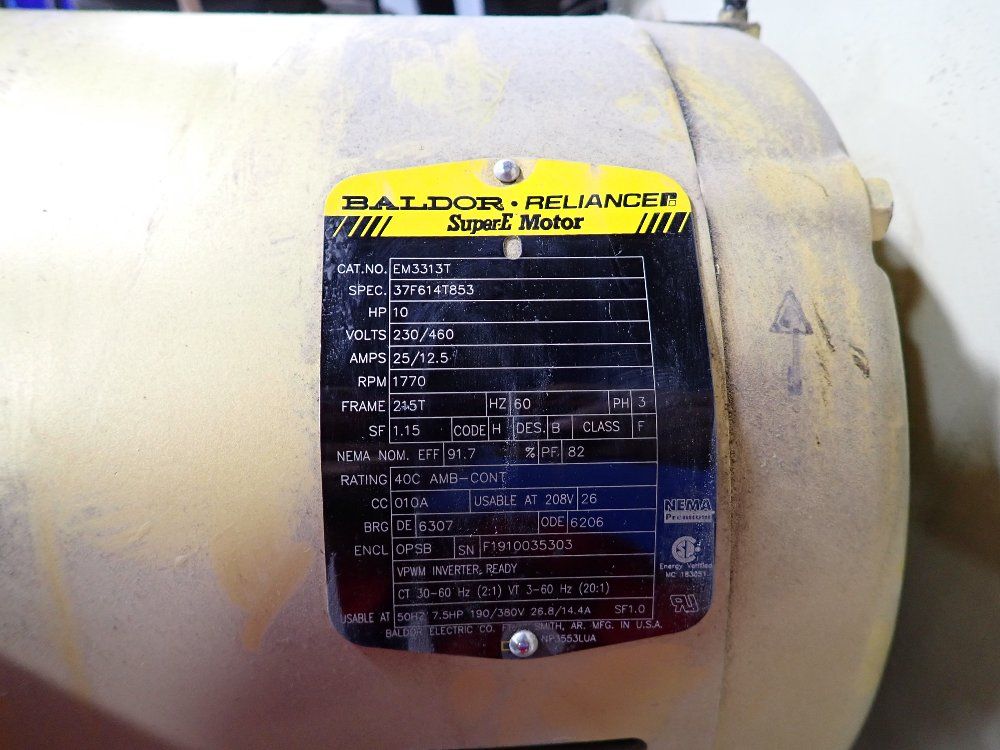 BALDOR • RELIANCE
Super-E Motor
CAT.NO. EM3313T
SPEC. 37F614T853
HP 10
VOLTS 230/460
AMPS 25/12.5
RPM 1770
FRAME 215T HZ 60 PH 3
SF 1.15 CODE H DES. B CLASS F
NEMA NOM. EFF 91.7 % PF. 82
RATING 40C AMB-CONT
CC 010A USABLE AT 208V 26
BRG DE 6307 ODE 6206
ENCL OPSB SN F1910035303
VPWM INVERTER READY
CT 30-60 Hz (2:1) VT 3-60 Hz (20:1)
USABLE AT 50HZ 7.5HP 190/380V 26.8/14.4A SF1.0
BALDOR ELECTRIC CO. SMITH, AR. MFG. IN U.S.A.
NP3553LUA
NEMA
Premium
Energy Verified
MC 183051